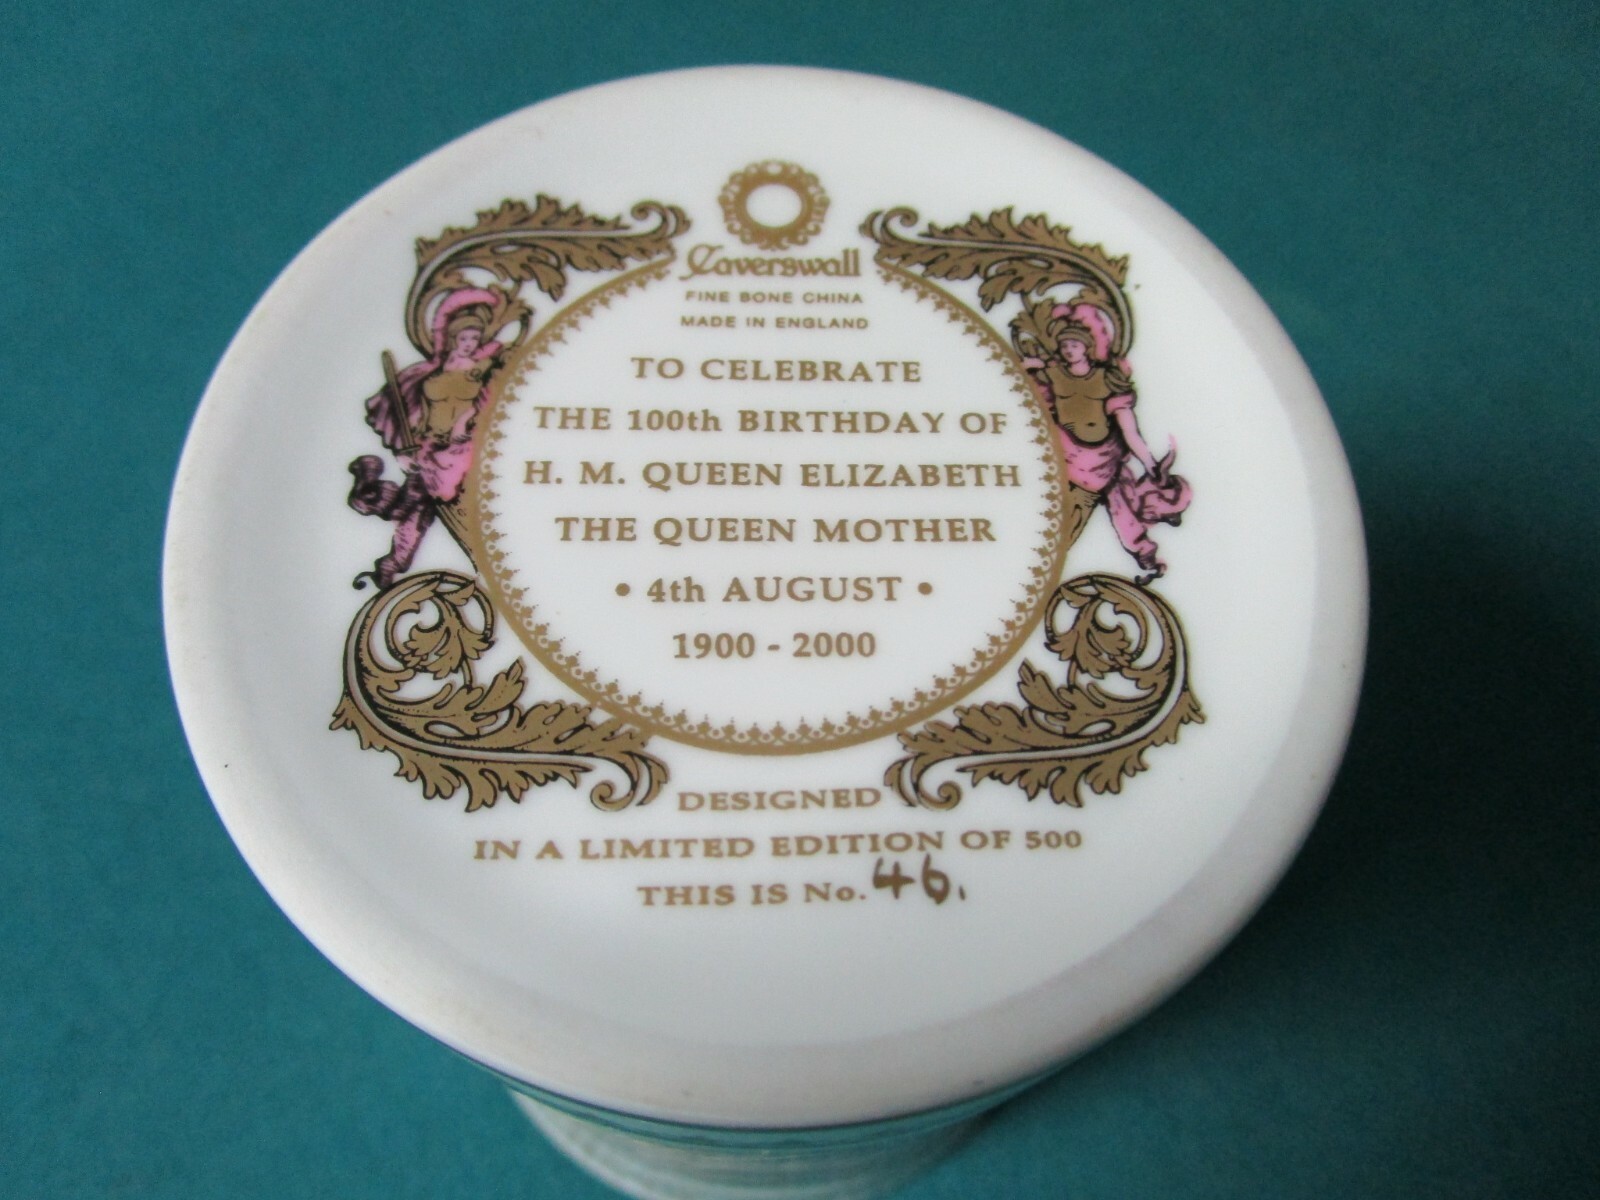 Caverswall
FINE BONE CHINA
MADE IN ENGLAND
TO CELEBRATE
THE 100th BIRTHDAY OF
H. M. QUEEN ELIZABETH
THE QUEEN MOTHER
• 4th AUGUST •
1900 - 2000
DESIGNED
IN A LIMITED EDITION OF 500
THIS IS No. 46.